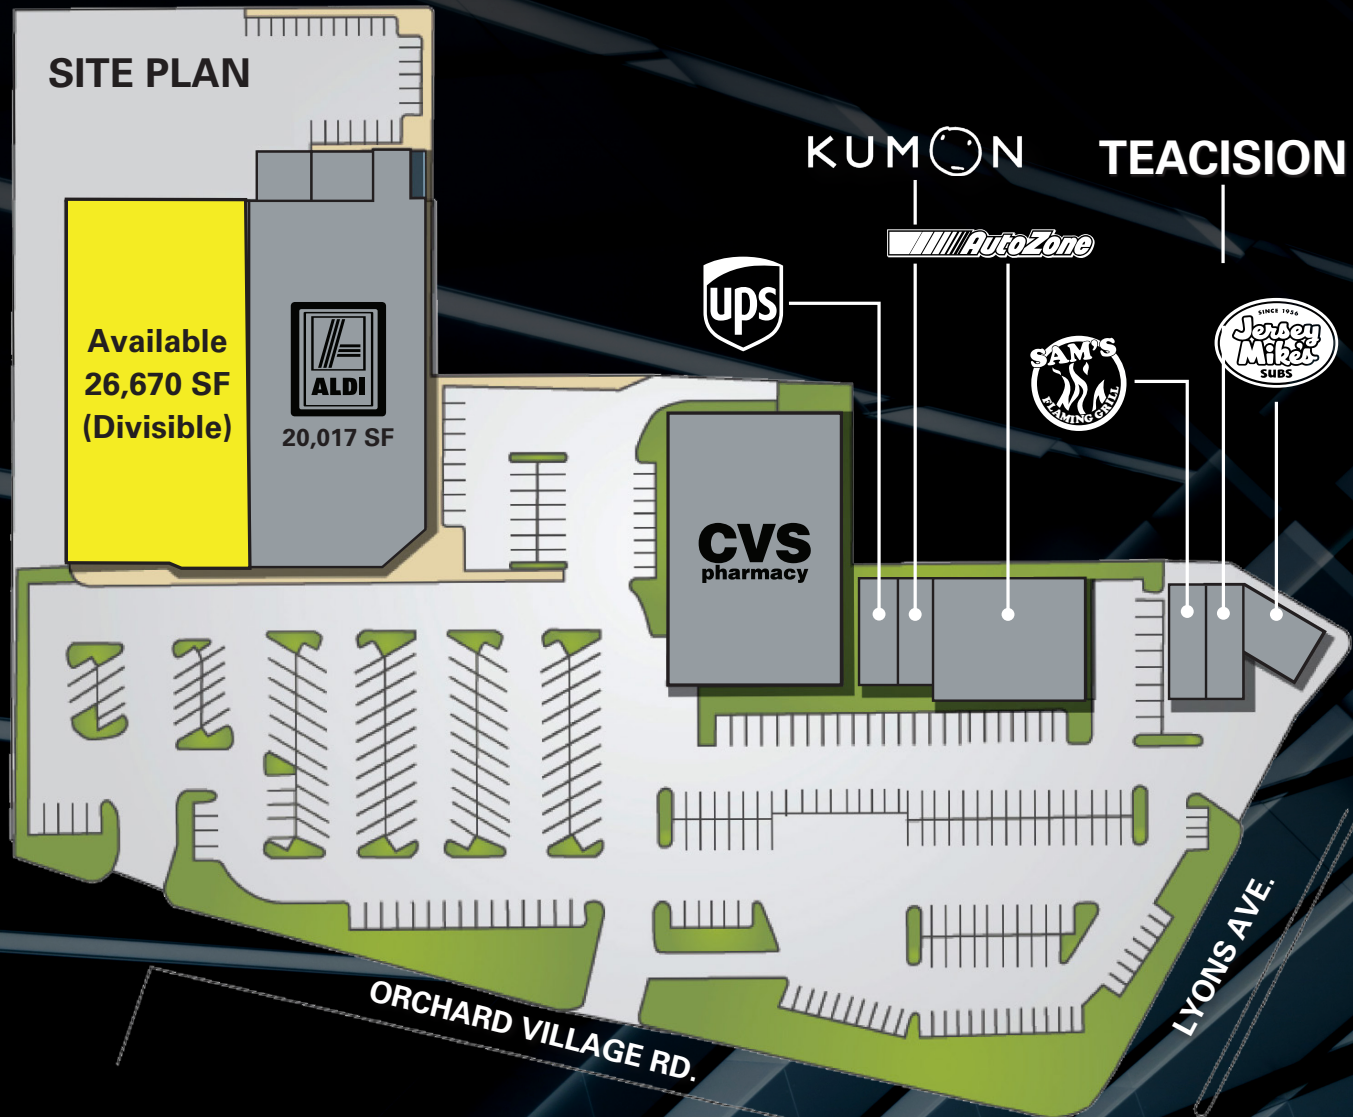 SITE PLAN
KUMON
TEACISION
AutoZone
ups
SINCE 1956
Jersey
Mike's
SUBS
SAM'S
FLAMING GRILL
Available
26,670 SF
(Divisible)
ALDI
20,017 SF
CVS
pharmacy
LYONS AVE.
ORCHARD VILLAGE RD.